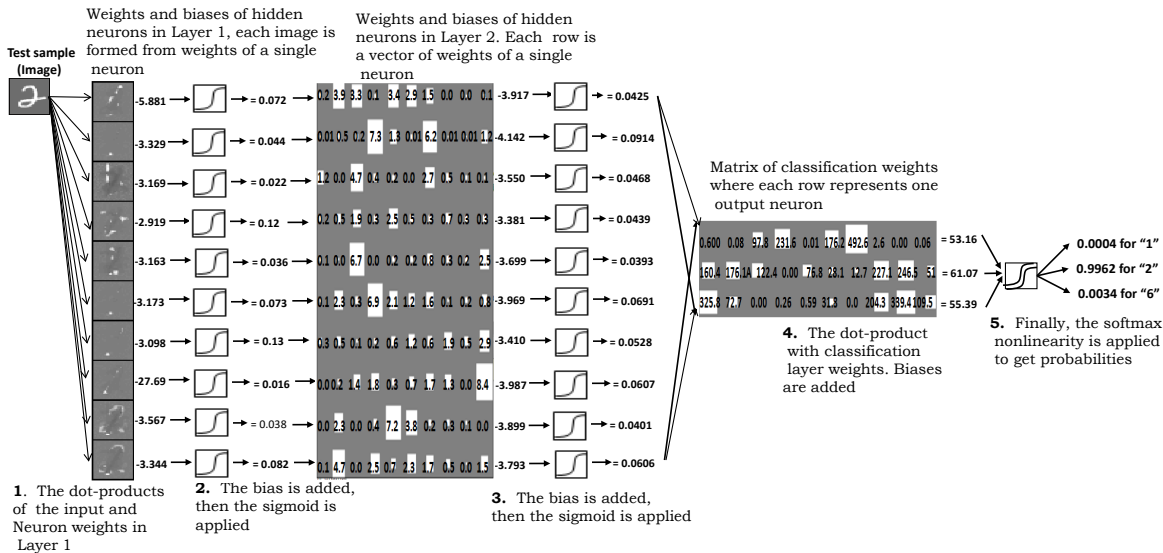 Weights and biases of hidden
neurons in Layer 1, each image is
formed from weights of a single
neuron
Weights and biases of hidden
neurons in Layer 2. Each row is
a vector of weights of a single
neuron
Test sample
(Image)
-5.881 = 0.072
0.2 3.9 3.3 0.1 3.4 2.9 1.5 0.0 0.0 0.1
-3.917 = 0.0425
-3.329 = 0.044
0.01 0.5 0.2 7.3 1.3 0.01 6.2 0.01 0.01 1.2
-4.142 = 0.0914
-3.169 = 0.022
1.2 0.0 4.7 0.4 0.2 0.0 2.7 0.5 0.1 0.1
-3.550 = 0.0468
-2.919 = 0.12
0.2 0.5 1.9 0.3 2.5 0.5 0.3 0.7 0.3 0.3
-3.381 = 0.0439
-3.163 = 0.036
0.1 0.0 6.7 0.0 0.2 0.2 0.8 0.3 0.2 2.5
-3.699 = 0.0393
-3.173 = 0.073
0.1 2.3 0.3 6.9 2.1 1.2 1.6 0.1 0.2 0.8
-3.969 = 0.0691
-3.098 = 0.13
0.3 0.5 0.1 0.2 0.6 1.2 0.6 1.9 0.5 2.9
-3.410 = 0.0528
-27.69 = 0.016
0.0 0.2 1.4 1.8 0.3 0.7 1.7 1.3 0.0 8.4
-3.987 = 0.0607
-3.567 = 0.038
0.0 2.3 0.0 0.4 7.2 3.8 0.2 0.3 0.1 0.0
-3.899 = 0.0401
-3.344 = 0.082
0.1 4.7 0.0 2.5 0.7 2.3 1.7 0.5 0.0 1.5
-3.793 = 0.0606
Matrix of classification weights
where each row represents one
output neuron
0.600 0.08 97.8 231.6 0.01 176.2 492.6 2.6 0.00 0.06 = 53.16
160.4 176.1A 122.4 0.00 76.8 28.1 12.7 227.1 246.5 51 = 61.07
325.8 72.7 0.00 0.26 0.59 31.3 0.0 204.3 339.4 109.5 = 55.39
0.0004 for “1”
0.9962 for “2”
0.0034 for “6”
1. The dot-products
of the input and
Neuron weights in
Layer 1
2. The bias is added,
then the sigmoid is
applied
3. The bias is added,
then the sigmoid is applied
4. The dot-product
with classification
layer weights. Biases
are added
5. Finally, the softmax
nonlinearity is applied
to get probabilities